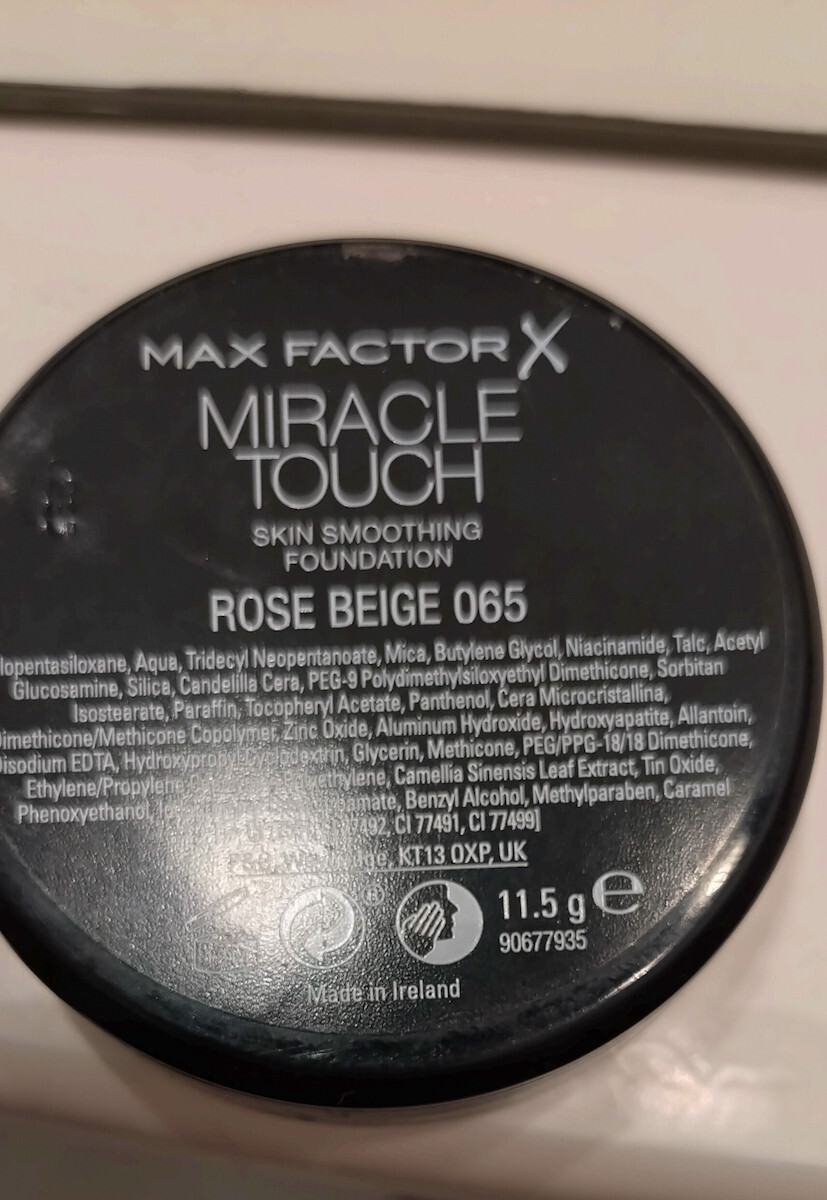 MAX FACTOR X
MIRACLE
TOUCH
SKIN SMOOTHING
FOUNDATION
ROSE BEIGE 065
lopentasiloxane, Aqua, Tridecyl Neopentanoate, Mica, Butylene Glycol, Niacinamide, Talc, Acetyl
Glucosamine, Silica, Candelilla Cera, PEG-9 Polydimethylsiloxyethyl Dimethicone, Sorbitan
Isostearate, Paraffin, Tocopheryl Acetate, Panthenol, Cera Microcristallina,
Dimethicone/Methicone Copolymer, Zinc Oxide, Aluminum Hydroxide, Hydroxyapatite, Allantoin,
Disodium EDTA, Glycerin, Methicone, PEG/PPG-18/18 Dimethicone,
Ethylene/Propylene Camellia Sinensis Leaf Extract, Tin Oxide,
Phenoxyethanol, Benzyl Alcohol, Methylparaben, Caramel
CI 77491, CI 77499]
KT13 0XP, UK
11.5 g e
90677935
Made in Ireland